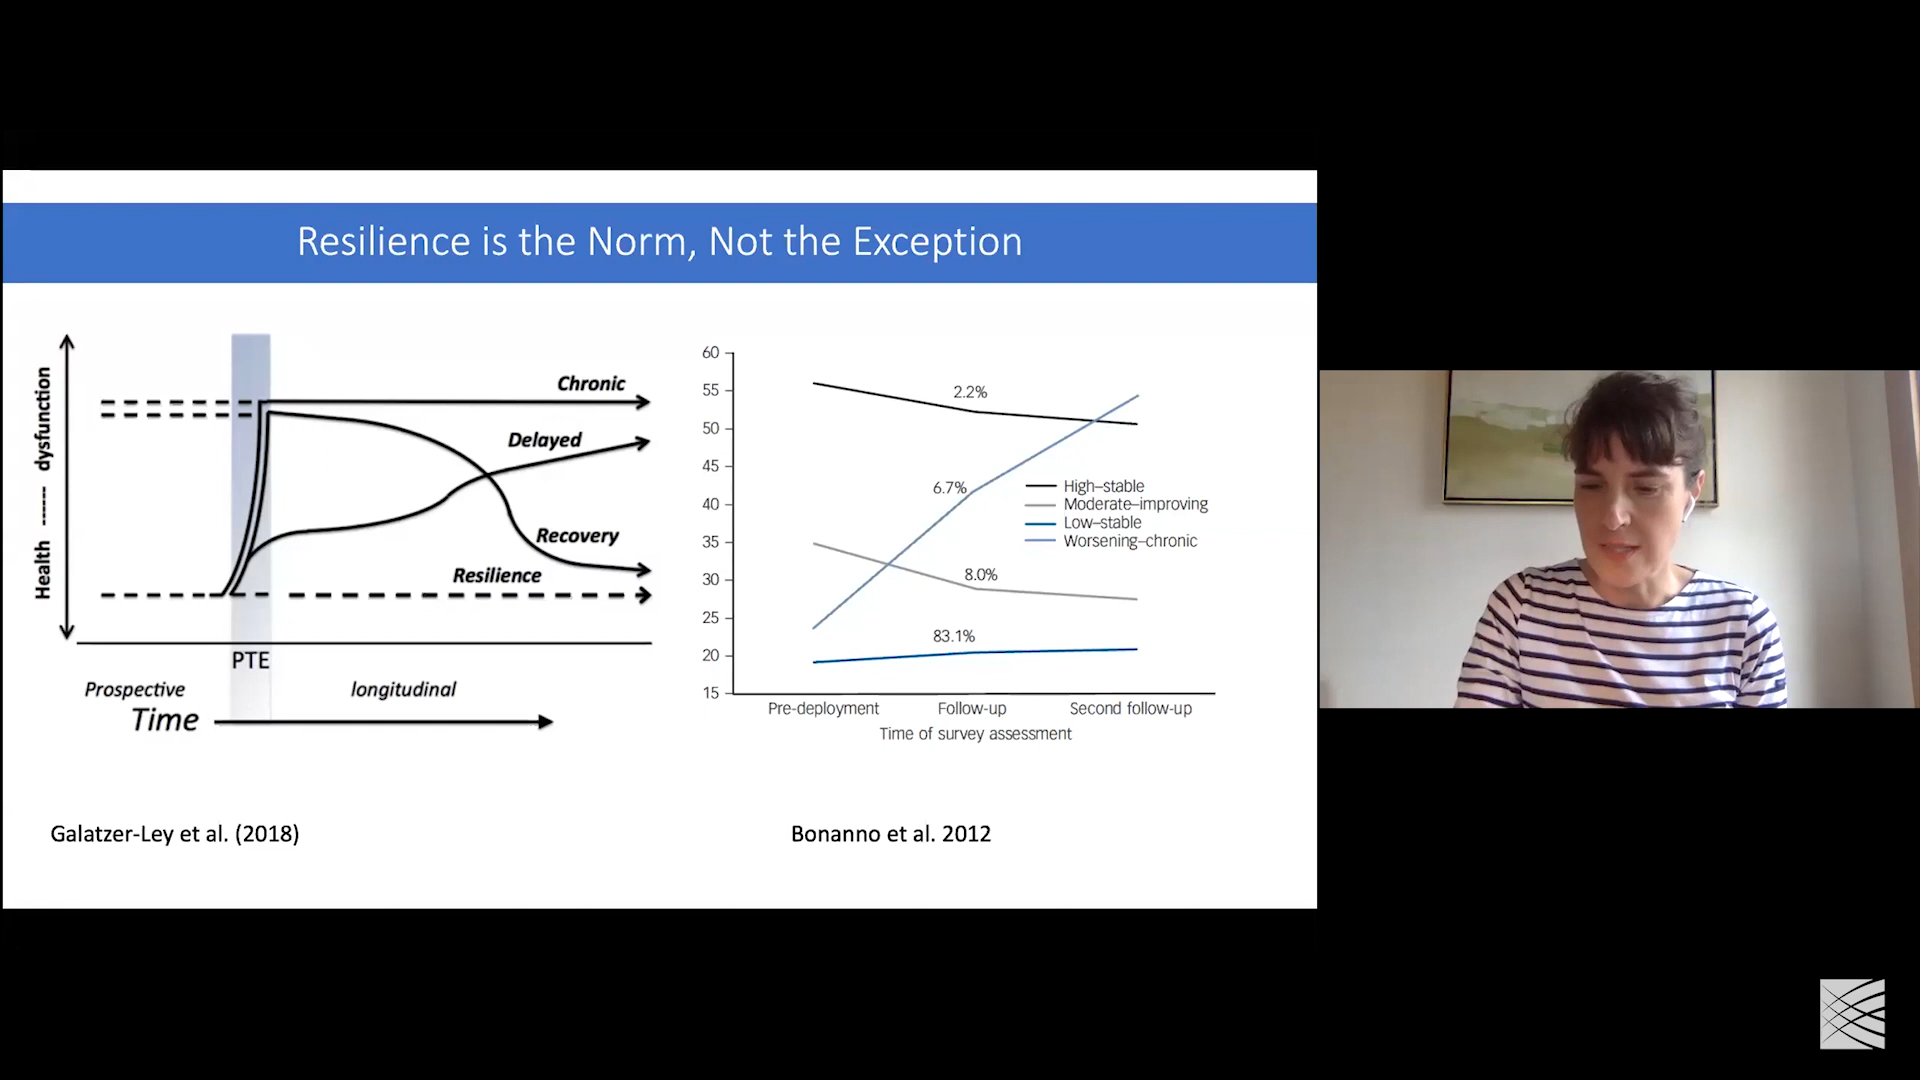 Resilience is the Norm, Not the Exception
Health ------ dysfunction
Chronic
Delayed
Recovery
Resilience
PTE
Prospective
longitudinal
Time
Galatzer-Ley et al. (2018)
60
55
50
45
40
35
30
25
20
15
2.2%
6.7%
8.0%
83.1%
High–stable
Moderate–improving
Low–stable
Worsening–chronic
Pre-deployment
Follow-up
Second follow-up
Time of survey assessment
Bonanno et al. 2012